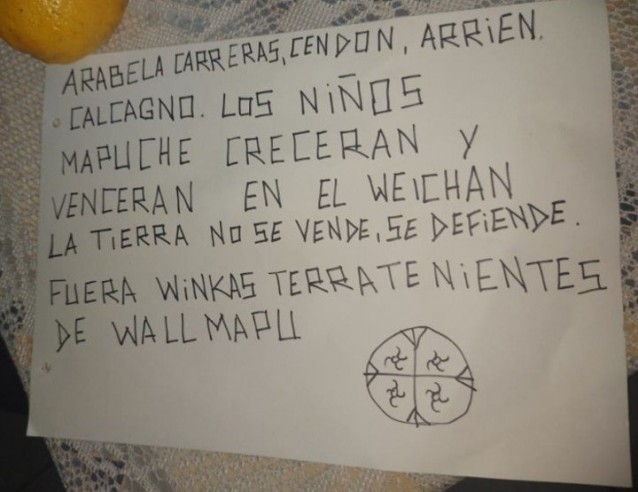 ARABELA CARRERAS, CENDON, ARRIEN.
CALCAGNO. LOS NIÑOS
MAPUCHE CRECERAN Y
VENCERAN EN EL WEICHAN
LA TIERRA NO SE VENDE, SE DEFIENDE.
FUERA WINKAS TERRATENIENTES
DE WALLMAPU